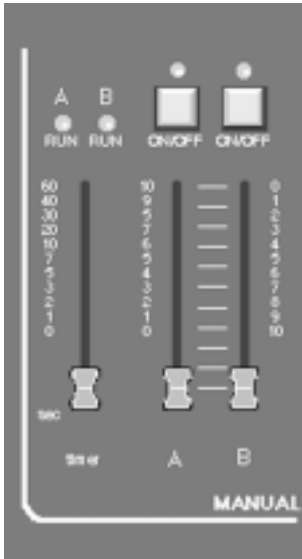 A B
RUN RUN ON/OFF ON/OFF
60 10 0
40 9 1
30 5 2
20 7 3
10 6 4
7 5 5
5 4 6
3 3 7
2 2 8
1 1 9
0 0 10
sec
timer A B
MANUAL